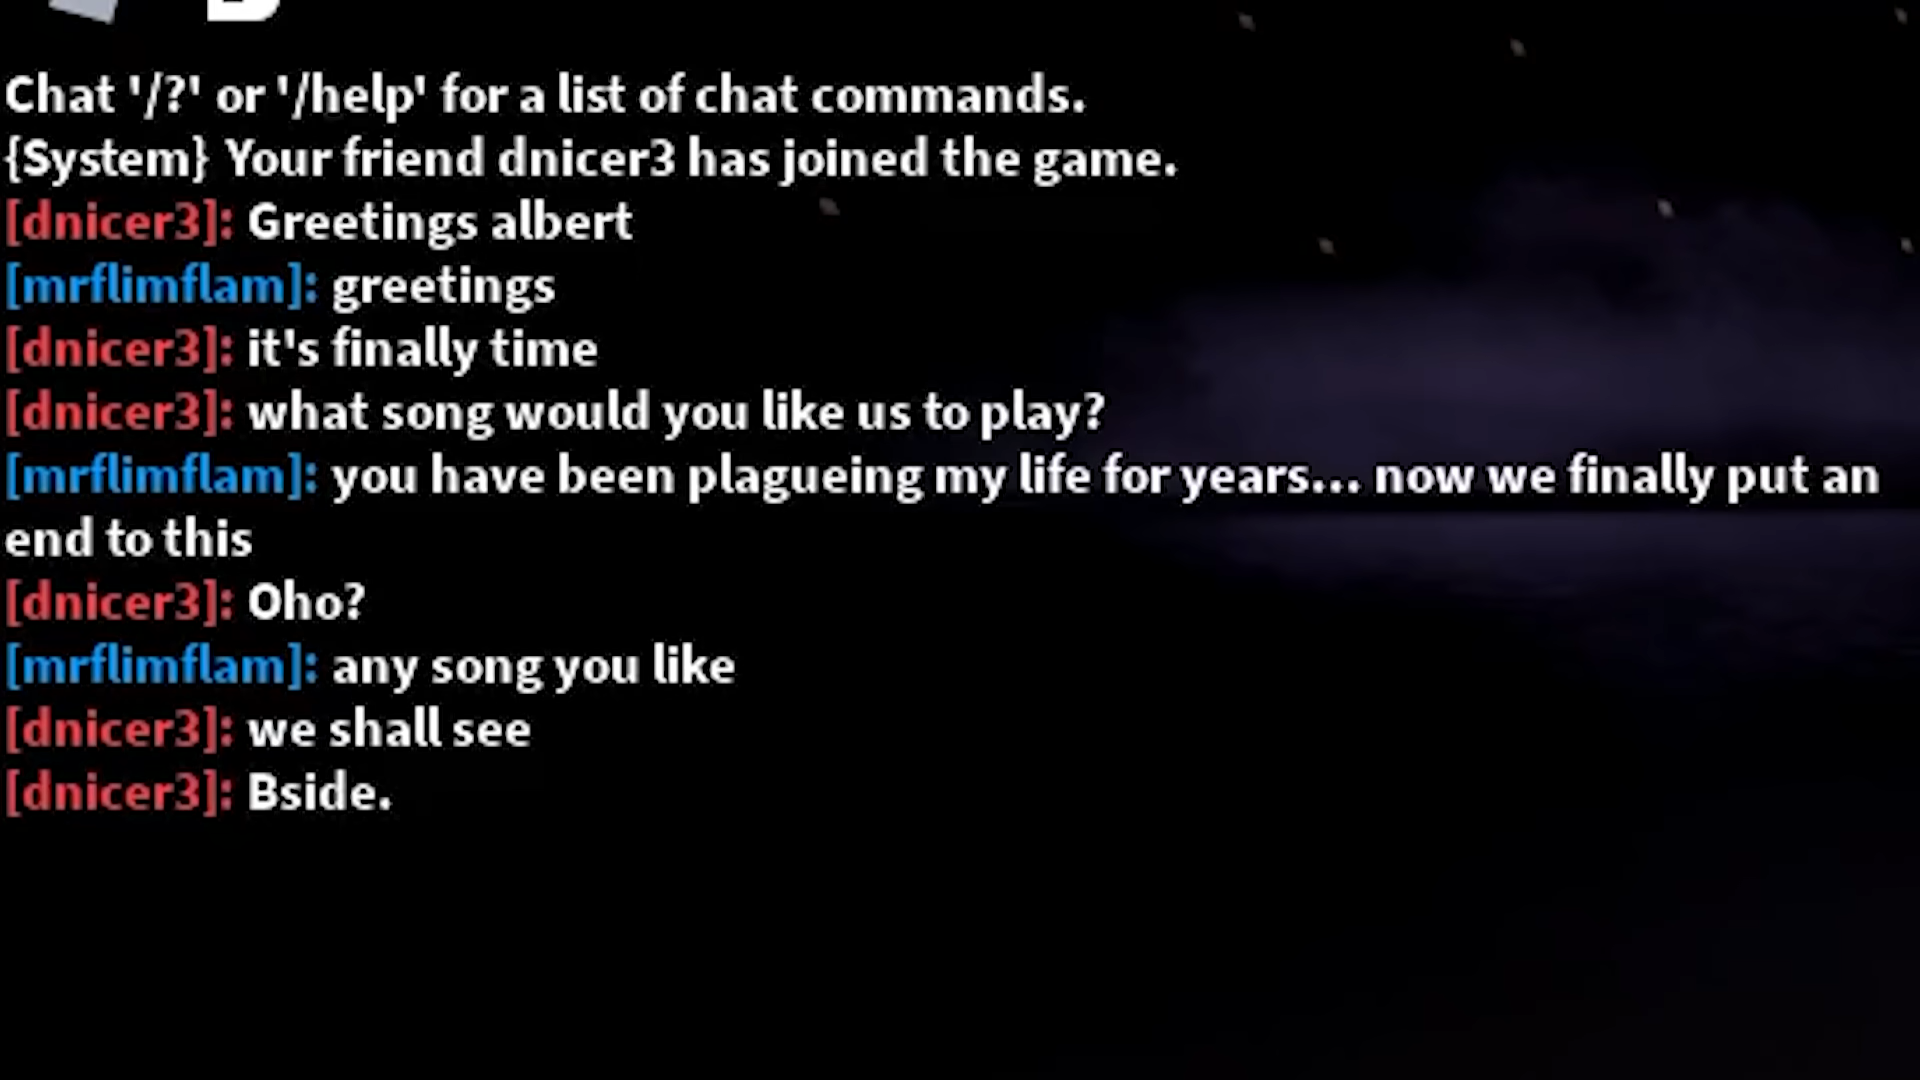 Chat '/?' or '/help' for a list of chat commands.
{System} Your friend dnicer3 has joined the game.
[dnicer3]: Greetings albert
[mrflimflam]: greetings
[dnicer3]: it's finally time
[dnicer3]: what song would you like us to play?
[mrflimflam]: you have been plagueing my life for years... now we finally put an
end to this
[dnicer3]: Oho?
[mrflimflam]: any song you like
[dnicer3]: we shall see
[dnicer3]: Bside.